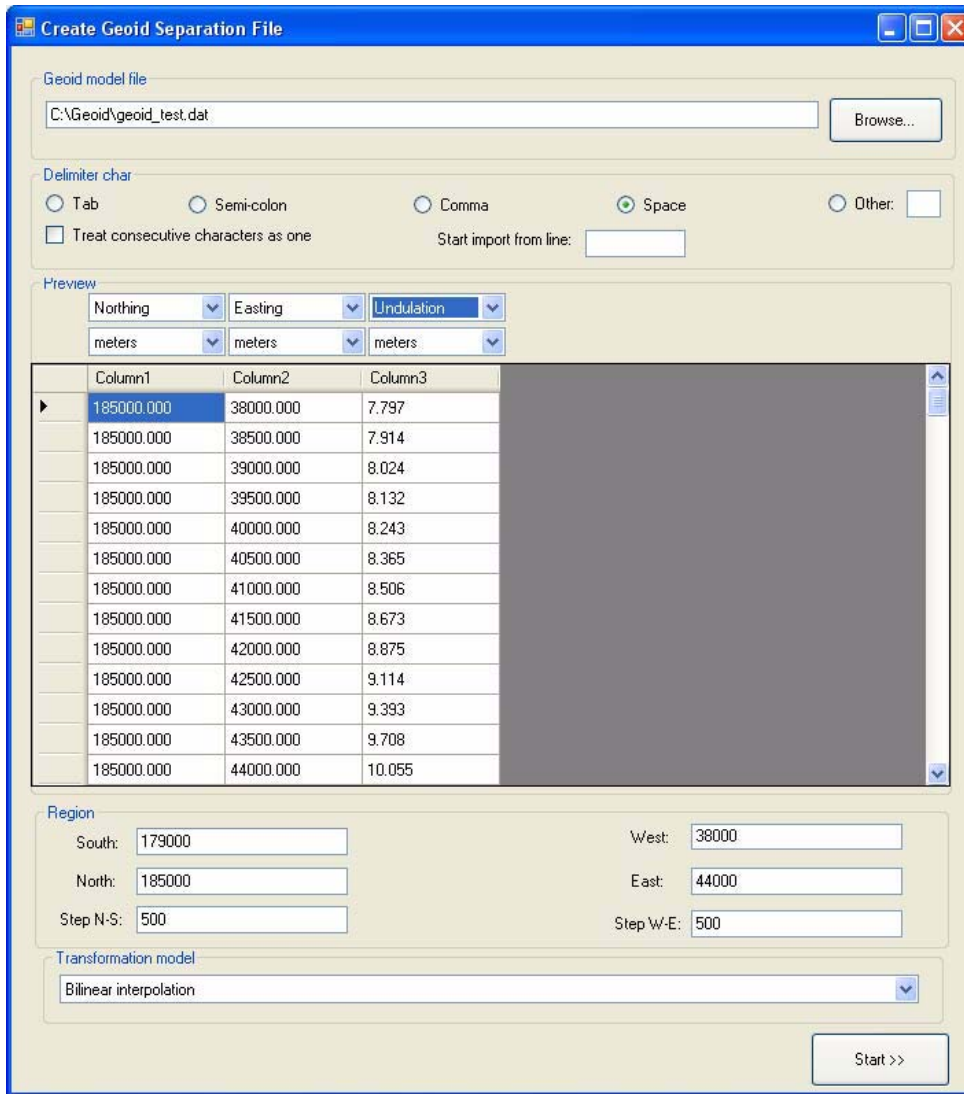 Create Geoid Separation File
Geoid model file
C:\Geoid\geoid_test.dat
Browse...
Delimiter char
Tab
Semi-colon
Comma
Space
Other:
Treat consecutive characters as one
Start import from line:
Preview
Northing Easting Undulation
meters meters meters
Column1 Column2 Column3
185000.000 38000.000 7.797
185000.000 38500.000 7.914
185000.000 39000.000 8.024
185000.000 39500.000 8.132
185000.000 40000.000 8.243
185000.000 40500.000 8.365
185000.000 41000.000 8.506
185000.000 41500.000 8.673
185000.000 42000.000 8.875
185000.000 42500.000 9.114
185000.000 43000.000 9.393
185000.000 43500.000 9.708
185000.000 44000.000 10.055
Region
South: 179000
West: 38000
North: 185000
East: 44000
Step N-S: 500
Step W-E: 500
Transformation model
Bilinear interpolation
Start >>